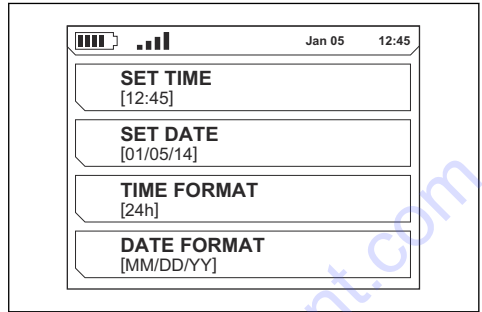 Jan 05 12:45
SET TIME
[12:45]
SET DATE
[01/05/14]
TIME FORMAT
[24h]
DATE FORMAT
[MM/DD/YY]